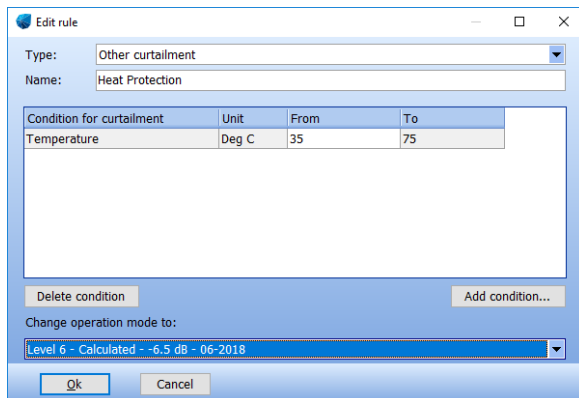 Edit rule
Type: Other curtailment
Name: Heat Protection
Condition for curtailment Unit From To
Temperature Deg C 35 75
Delete condition Add condition...
Change operation mode to:
Level 6 - Calculated - -6.5 dB - 06-2018
Ok Cancel